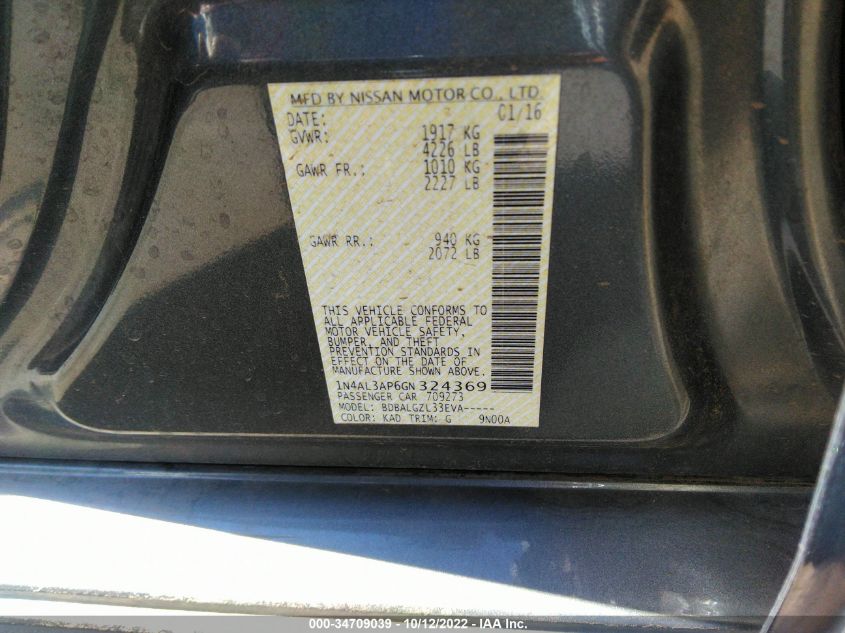 MFD BY NISSAN MOTOR CO., LTD.
DATE: 01/16
GVWR: 1917 KG
4226 LB
GAWR FR.: 1010 KG
2227 LB
GAWR RR.: 940 KG
2072 LB
THIS VEHICLE CONFORMS TO
ALL APPLICABLE FEDERAL
MOTOR VEHICLE SAFETY,
BUMPER, AND THEFT
PREVENTION STANDARDS IN
EFFECT ON THE DATE OF
MANUFACTURE SHOWN ABOVE.
1N4AL3AP6GN324369
PASSENGER CAR 709273
MODEL: BDBALGZL33EVA-----
COLOR: KAD TRIM: G 9N00A
000-34709039 - 10/12/2022 - IAA Inc.